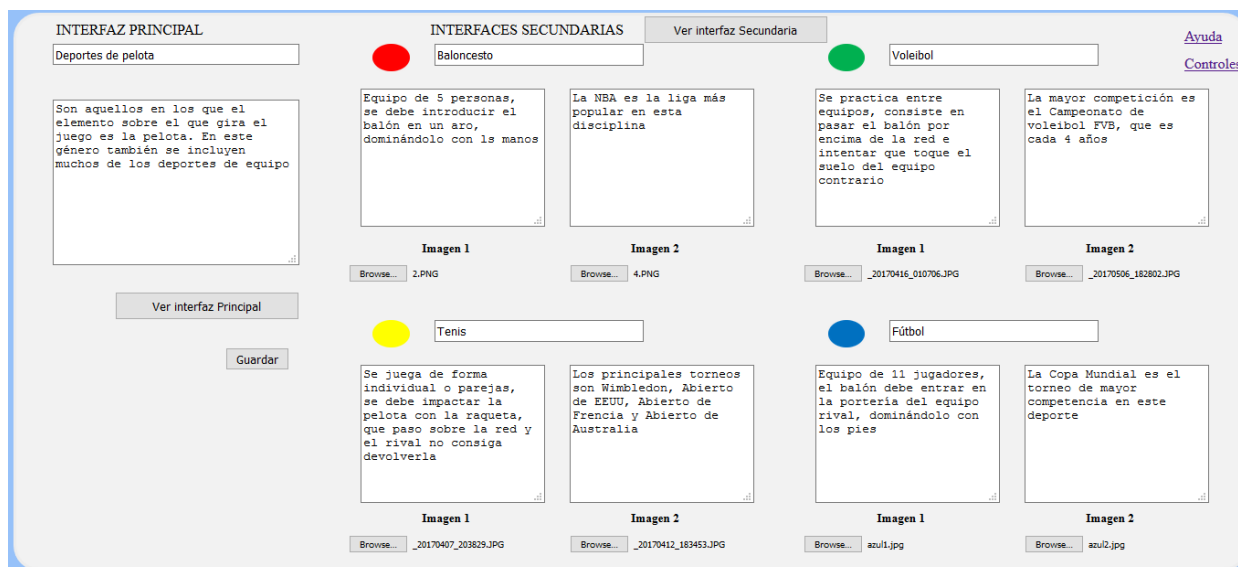 INTERFAZ PRINCIPAL
Deportes de pelota
Son aquellos en los que el
elemento sobre el que gira el
juego es la pelota. En este
género también se incluyen
muchos de los deportes de equipo
Ver interfaz Principal
Guardar
INTERFACES SECUNDARIAS
Ver interfaz Secundaria
Ayuda
Controles
Baloncesto
Equipo de 5 personas,
se debe introducir el
balón en un aro,
dominándolo con ls manos
La NBA es la liga más
popular en esta
disciplina
Imagen 1
Browse... 2.PNG
Imagen 2
Browse... 4.PNG
Voleibol
Se practica entre
equipos, consiste en
pasar el balón por
encima de la red e
intentar que toque el
suelo del equipo
contrario
La mayor competición es
el Campeonato de
voleibol FVB, que es
cada 4 años
Imagen 1
Browse... _20170416_010706.JPG
Imagen 2
Browse... _20170506_182802.JPG
Tenis
Se juega de forma
individual o parejas,
se debe impactar la
pelota con la raqueta,
que paso sobre la red y
el rival no consiga
devolverla
Los principales torneos
son Wimbledon, Abierto
de EEUU, Abierto de
Frencia y Abierto de
Australia
Imagen 1
Browse... _20170407_203829.JPG
Imagen 2
Browse... _20170412_183453.JPG
Fútbol
Equipo de 11 jugadores,
el balón debe entrar en
la portería del equipo
rival, dominándolo con
los pies
La Copa Mundial es el
torneo de mayor
competencia en este
deporte
Imagen 1
Browse... azul1.jpg
Imagen 2
Browse... azul2.jpg